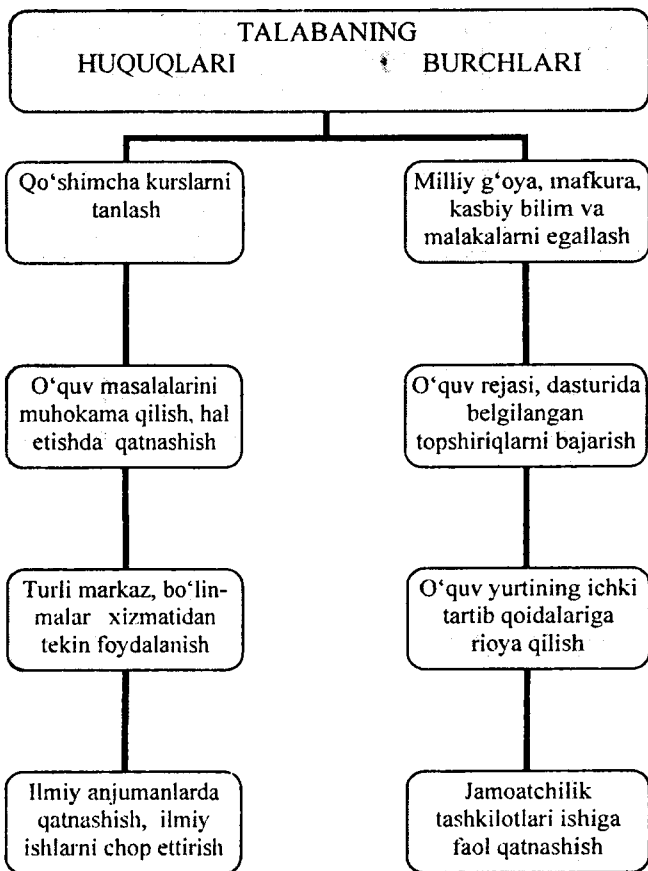 TALABANING
HUQUQLARI BURCHLARI
Qo‘shimcha kurslarni
tanlash
Milliy g‘oya, mafkura,
kasbiy bilim va
malakalarni egallash
O‘quv masalalarini
muhokama qilish, hal
etishda qatnashish
O‘quv rejasi, dasturida
belgilangan
topshiriqlarni bajarish
Turli markaz, bo‘lin-
malar xizmatidan
tekin foydalanish
O‘quv yurtining ichki
tartib qoidalariga
rioya qilish
Ilmiy anjumanlarda
qatnashish, ilmiy
ishlarni chop ettirish
Jamoatchilik
tashkilotlari ishiga
faol qatnashish